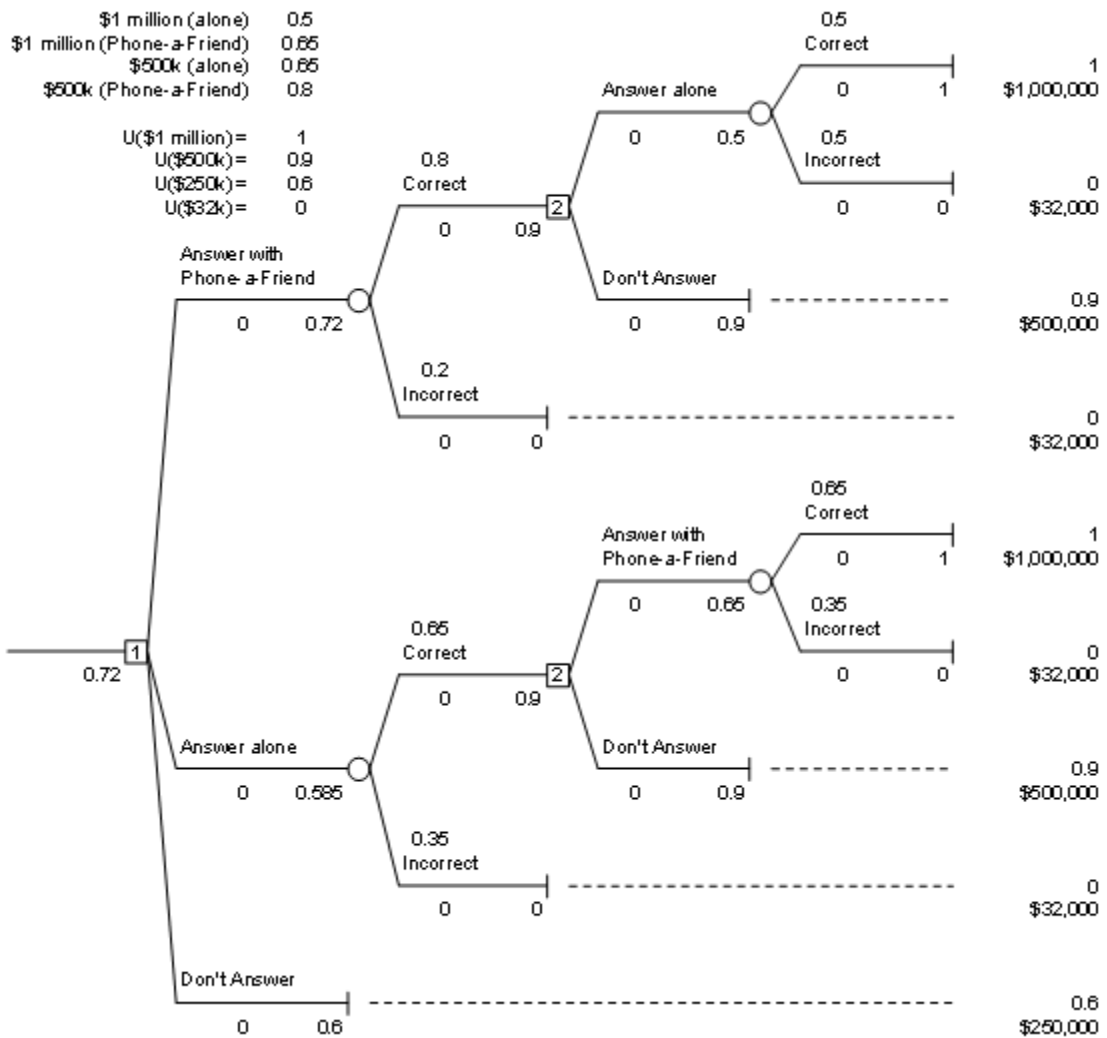 $1 million (alone) 0.5
$1 million (Phone-a-Friend) 0.65
$500k (alone) 0.65
$500k (Phone-a-Friend) 0.8
U($1 million)= 1
U($500k)= 0.9
U($250k)= 0.6
U($32k)= 0
0.5
Correct
0 1
1
$1,000,000
Answer alone
0 0.5
0.5
Incorrect
0 0
0
$32,000
0.8
Correct
2
0 0.9
Answer with
Phone-a-Friend
0 0.72
Don't Answer
0 0.9
0.9
$500,000
0.2
Incorrect
0 0
0
$32,000
0.65
Correct
0 1
1
$1,000,000
Answer with
Phone-a-Friend
0 0.65
0.35
Incorrect
0 0
0
$32,000
0.65
Correct
2
0 0.9
1
0.72
Answer alone
0 0.585
Don't Answer
0 0.9
0.9
$500,000
0.35
Incorrect
0 0
0
$32,000
Don't Answer
0 0.6
0.6
$250,000